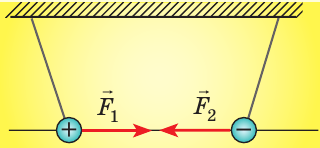 F⃗₁ F⃗₂
+ −